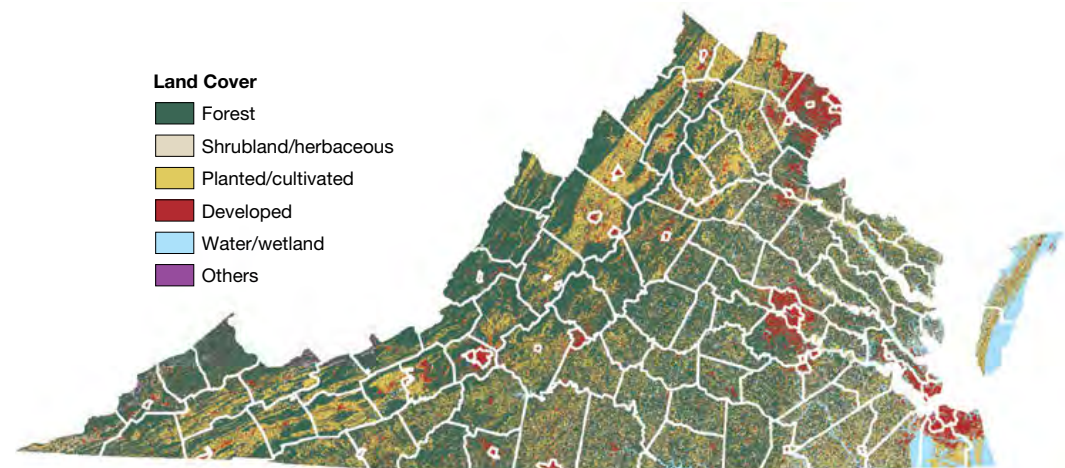 Land Cover
Forest
Shrubland/herbaceous
Planted/cultivated
Developed
Water/wetland
Others